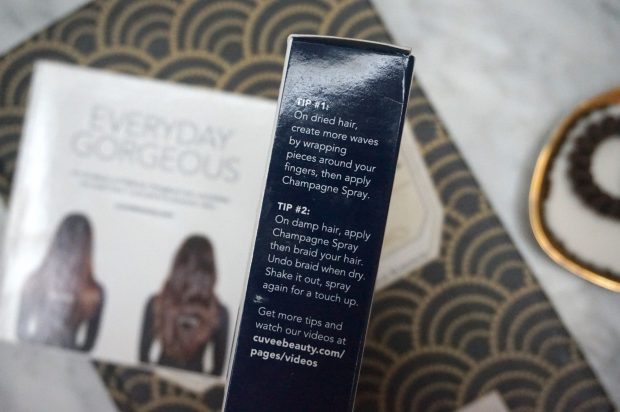 EVERYDAY
GORGEOUS
TIP #1:
On dried hair,
create more waves
by wrapping
pieces around your
fingers, then apply
Champagne Spray.
TIP #2:
On damp hair, apply
Champagne Spray
then braid your hair.
Undo braid when dry.
Shake it out, spray
again for a touch up.
Get more tips and
watch our videos at
cuveebeauty.com/
pages/videos